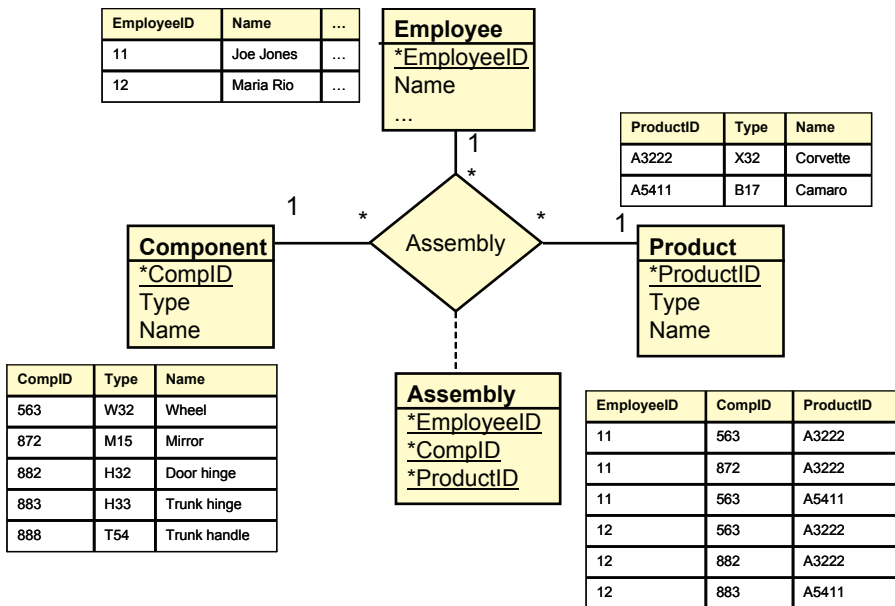 EmployeeID Name ...
11 Joe Jones ...
12 Maria Rio ...
Employee
*EmployeeID
Name
...
ProductID Type Name
A3222 X32 Corvette
A5411 B17 Camaro
1
*
1 *
Assembly
* 1
Component
*CompID
Type
Name
Product
*ProductID
Type
Name
CompID Type Name
563 W32 Wheel
872 M15 Mirror
882 H32 Door hinge
883 H33 Trunk hinge
888 T54 Trunk handle
Assembly
*EmployeeID
*CompID
*ProductID
EmployeeID CompID ProductID
11 563 A3222
11 872 A3222
11 563 A5411
12 563 A3222
12 882 A3222
12 883 A5411